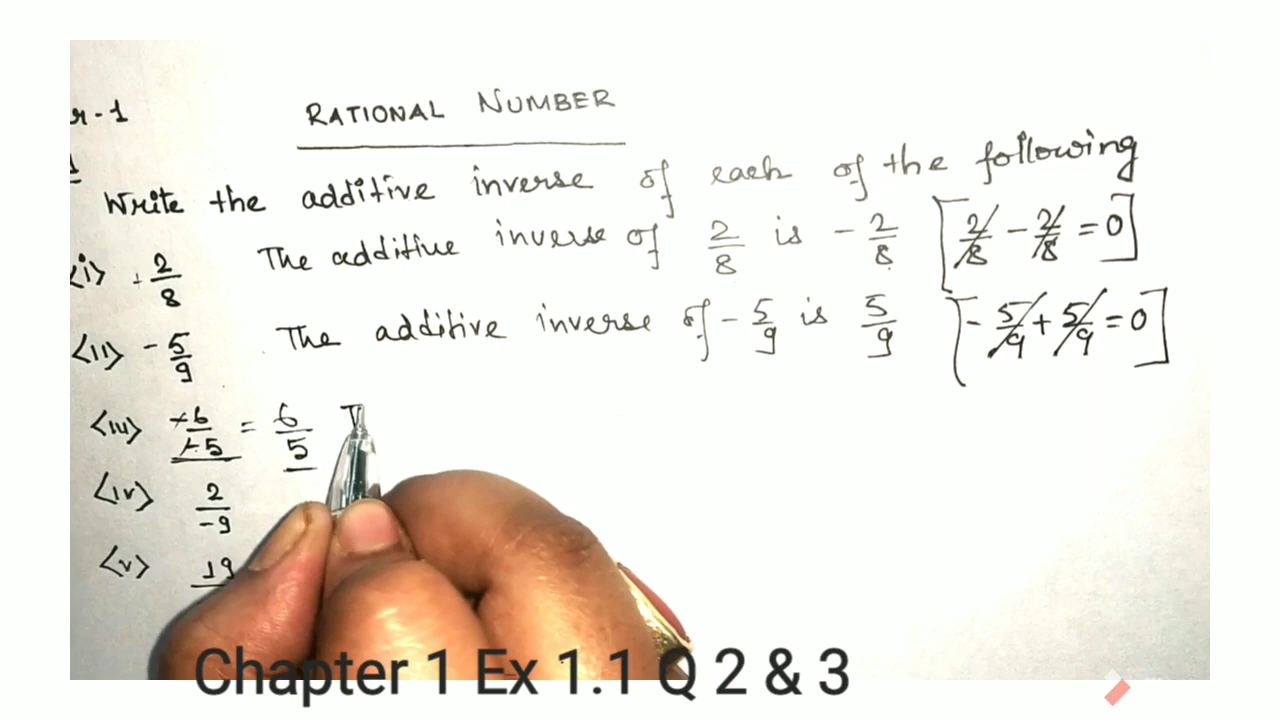 r-1
RATIONAL NUMBER
1
Write the additive inverse of each of the following
(i) + 2/8 The additive inverse of 2/8 is - 2/8 [2/8 - 2/8 = 0]
(ii) - 5/9 The additive inverse of - 5/9 is 5/9 [- 5/9 + 5/9 = 0]
(iii) -6/-5 = 6/5 T
(iv) 2/-9
(v) 19
Chapter 1 Ex 1.1 Q 2 & 3